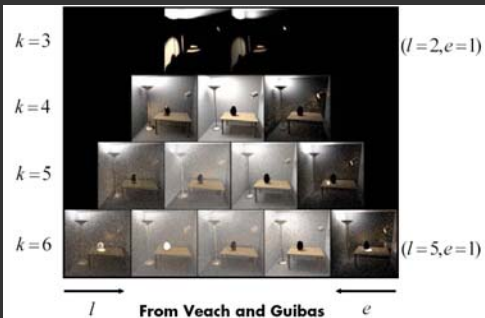 k=3
(l=2,e=1)
k=4
k=5
k=6
(l=5,e=1)
l
From Veach and Guibas
e